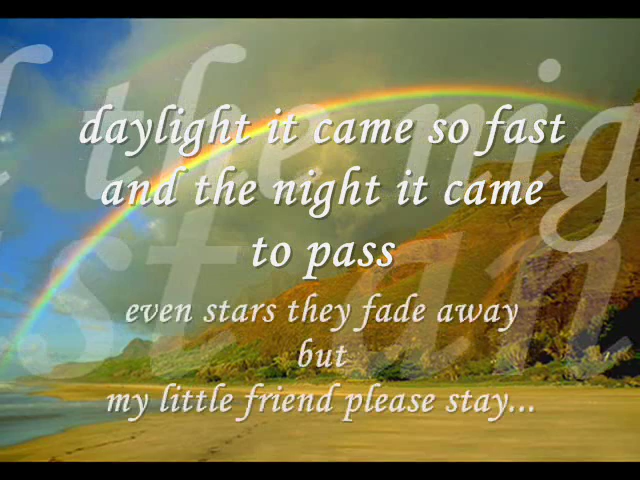 daylight it came so fast
and the night it came
to pass
even stars they fade away
but
my little friend please stay...